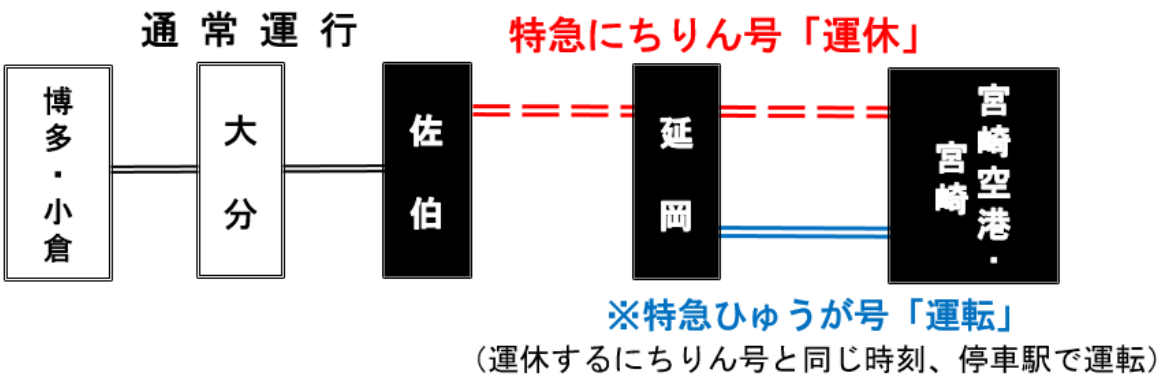 通常運行
特急にちりん号「運休」
博多・小倉
大分
佐伯
延岡
宮崎空港・
宮崎
※特急ひゅうが号「運転」
（運休するにちりん号と同じ時刻、停車駅で運転）